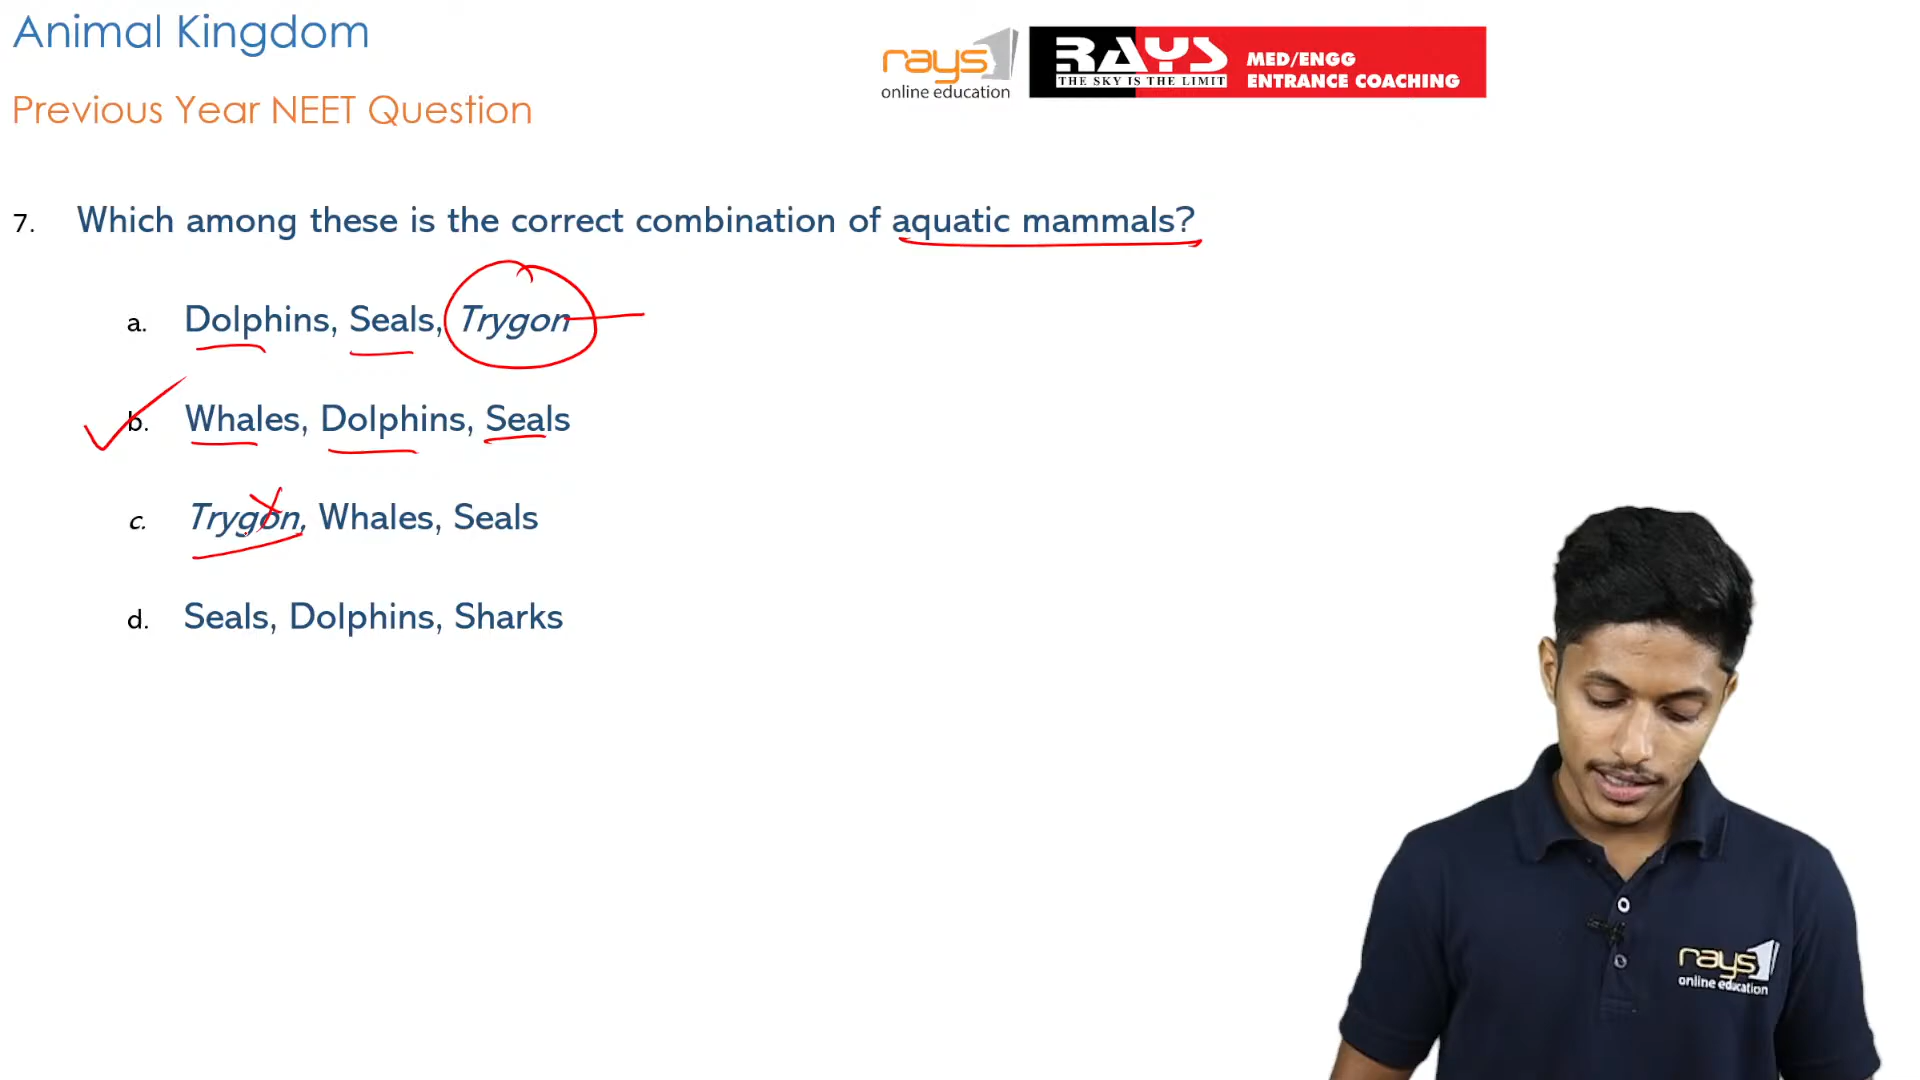 Animal Kingdom
rays
online education
RAYS
THE SKY IS THE LIMIT
MED/ENGG
ENTRANCE COACHING
Previous Year NEET Question
7. Which among these is the correct combination of aquatic mammals?
a. Dolphins, Seals, Trygon
b. Whales, Dolphins, Seals
c. Trygon, Whales, Seals
d. Seals, Dolphins, Sharks
rays
online education